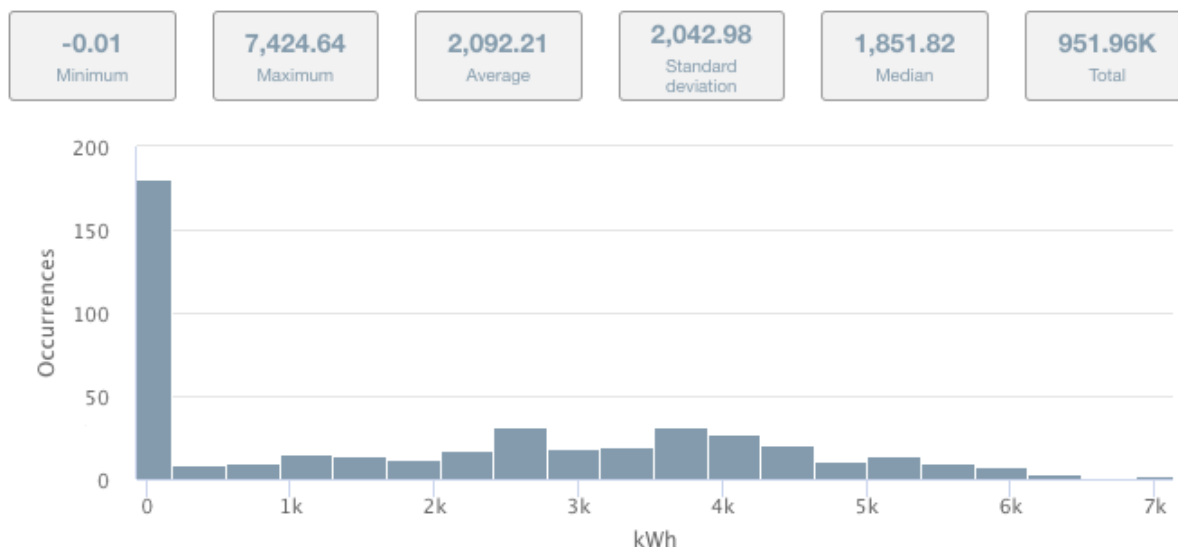 -0.01
Minimum
7,424.64
Maximum
2,092.21
Average
2,042.98
Standard
deviation
1,851.82
Median
951.96K
Total
200
150
100
50
0
Occurrences
0 1k 2k 3k 4k 5k 6k 7k
kWh